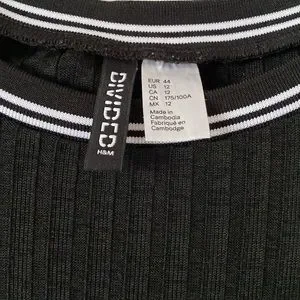 DIVIDED
H&M
EUR 44
US 12
CA 12
CN 175/100A
MX 12
Made in
Cambodia
Fabriqué en
Cambodge